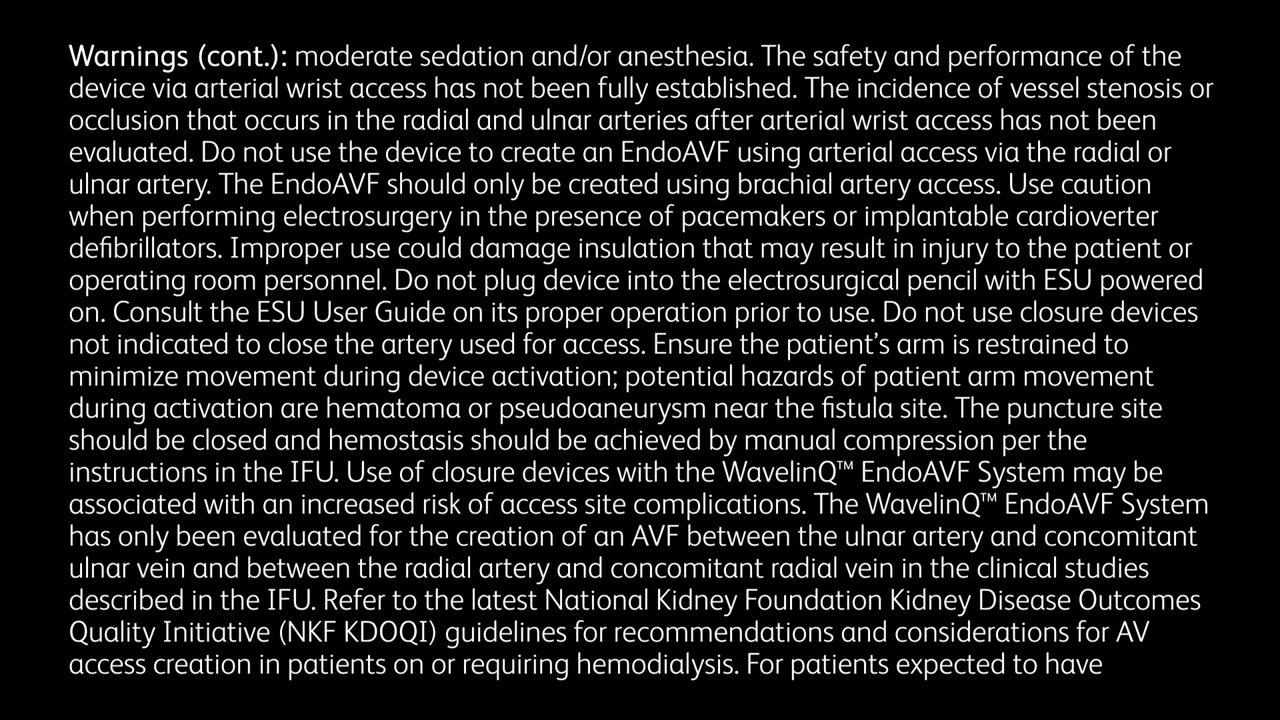 Warnings (cont.): moderate sedation and/or anesthesia. The safety and performance of the
device via arterial wrist access has not been fully established. The incidence of vessel stenosis or
occlusion that occurs in the radial and ulnar arteries after arterial wrist access has not been
evaluated. Do not use the device to create an EndoAVF using arterial access via the radial or
ulnar artery. The EndoAVF should only be created using brachial artery access. Use caution
when performing electrosurgery in the presence of pacemakers or implantable cardioverter
defibrillators. Improper use could damage insulation that may result in injury to the patient or
operating room personnel. Do not plug device into the electrosurgical pencil with ESU powered
on. Consult the ESU User Guide on its proper operation prior to use. Do not use closure devices
not indicated to close the artery used for access. Ensure the patient’s arm is restrained to
minimize movement during device activation; potential hazards of patient arm movement
during activation are hematoma or pseudoaneurysm near the fistula site. The puncture site
should be closed and hemostasis should be achieved by manual compression per the
instructions in the IFU. Use of closure devices with the WavelinQ™ EndoAVF System may be
associated with an increased risk of access site complications. The WavelinQ™ EndoAVF System
has only been evaluated for the creation of an AVF between the ulnar artery and concomitant
ulnar vein and between the radial artery and concomitant radial vein in the clinical studies
described in the IFU. Refer to the latest National Kidney Foundation Kidney Disease Outcomes
Quality Initiative (NKF KDOQI) guidelines for recommendations and considerations for AV
access creation in patients on or requiring hemodialysis. For patients expected to have